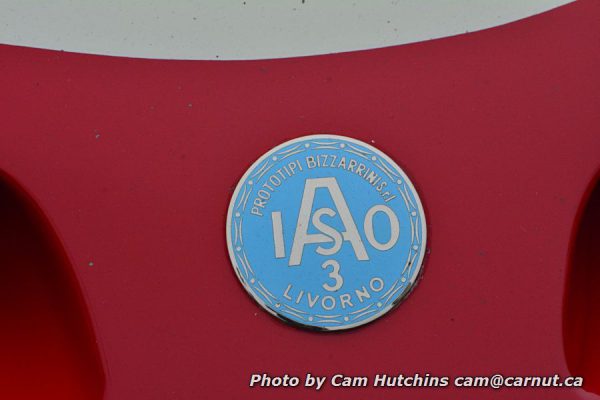 PROTOTIPI BIZZARRINI S.r.l
ISO
A
3
LIVORNO
Photo by Cam Hutchins cam@carnut.ca